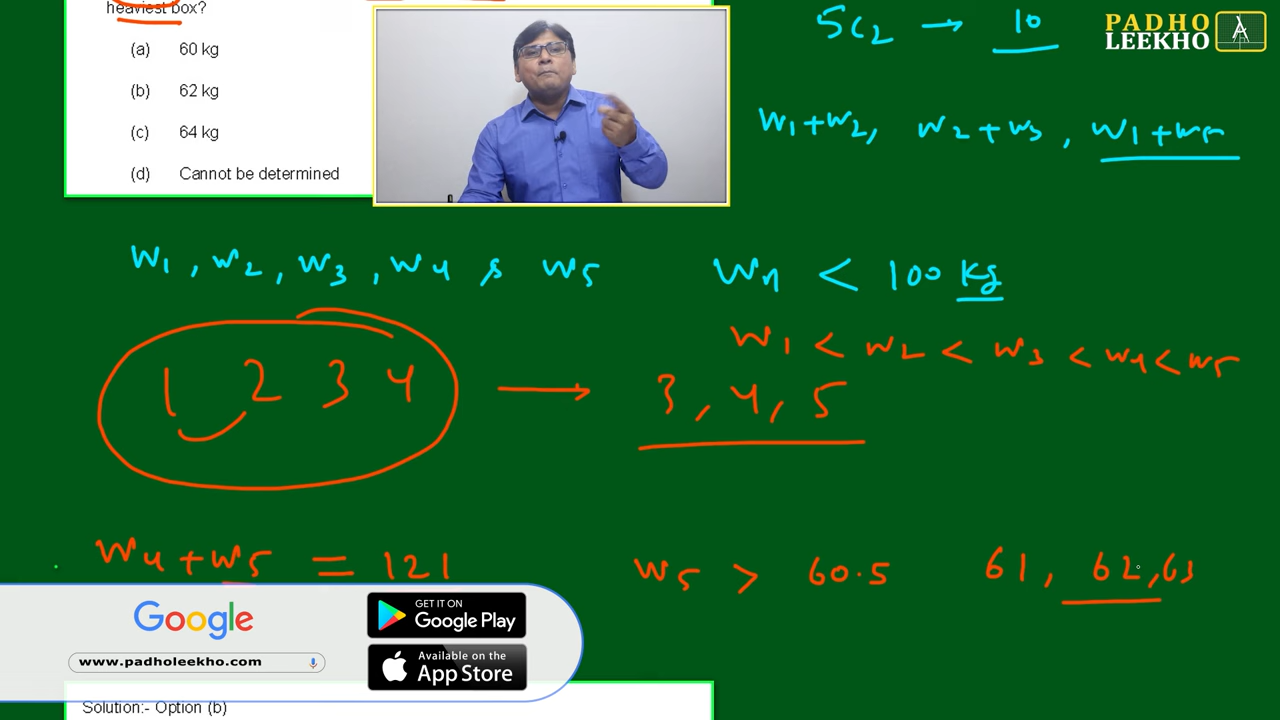 heaviest box?
(a) 60 kg
(b) 62 kg
(c) 64 kg
(d) Cannot be determined
5C2 → 10
PADHO
LEEKHO
W1+W2, W2+W3, W1+W5
W1, W2, W3, W4 & W5
Wn < 100 kg
W1 < W2 < W3 < W4 < W5
1 2 3 4 → 3, 4, 5
W4 + W5 = 121
W5 > 60.5 61, 62, 63
Google
www.padholeekho.com
GET IT ON
Google Play
Available on the
App Store
Solution:- Option (b)